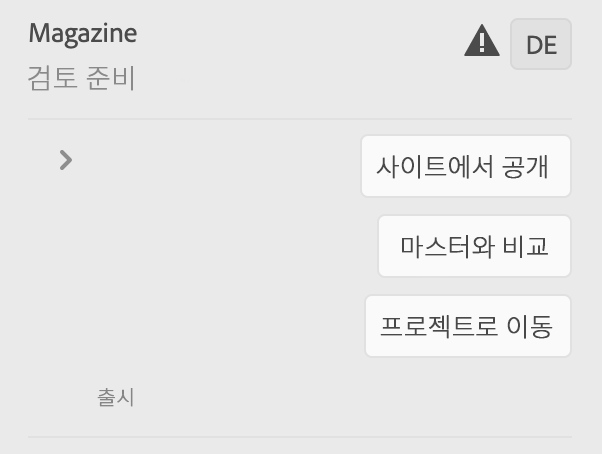 Magazine
DE
검토 준비
사이트에서 공개
마스터와 비교
프로젝트로 이동
출시